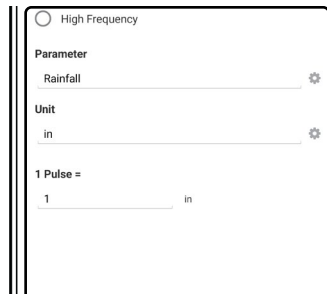 High Frequency
Parameter
Rainfall
Unit
in
1 Pulse =
1 in